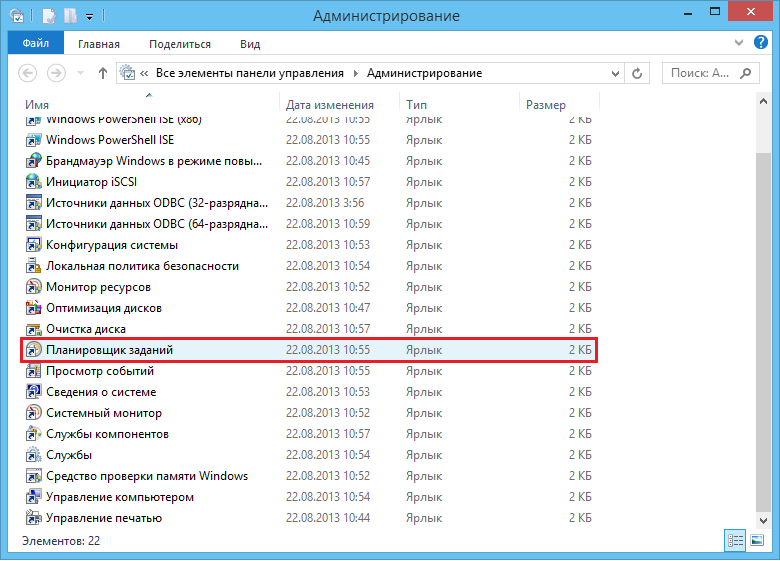 Администрирование
Файл Главная Поделиться Вид
« Все элементы панели управления Администрирование Поиск: А...
Имя Дата изменения Тип Размер
Windows PowerShell ISE (x86) 22.08.2013 10:55 Ярлык 2 КБ
Windows PowerShell ISE 22.08.2013 10:55 Ярлык 2 КБ
Брандмауэр Windows в режиме повы... 22.08.2013 10:45 Ярлык 2 КБ
Инициатор iSCSI 22.08.2013 10:57 Ярлык 2 КБ
Источники данных ODBC (32-разрядна... 22.08.2013 3:56 Ярлык 2 КБ
Источники данных ODBC (64-разрядна... 22.08.2013 10:59 Ярлык 2 КБ
Конфигурация системы 22.08.2013 10:53 Ярлык 2 КБ
Локальная политика безопасности 22.08.2013 10:54 Ярлык 2 КБ
Монитор ресурсов 22.08.2013 10:52 Ярлык 2 КБ
Оптимизация дисков 22.08.2013 10:47 Ярлык 2 КБ
Очистка диска 22.08.2013 10:57 Ярлык 2 КБ
Планировщик заданий 22.08.2013 10:55 Ярлык 2 КБ
Просмотр событий 22.08.2013 10:55 Ярлык 2 КБ
Сведения о системе 22.08.2013 10:53 Ярлык 2 КБ
Системный монитор 22.08.2013 10:52 Ярлык 2 КБ
Службы компонентов 22.08.2013 10:57 Ярлык 2 КБ
Службы 22.08.2013 10:54 Ярлык 2 КБ
Средство проверки памяти Windows 22.08.2013 10:52 Ярлык 2 КБ
Управление компьютером 22.08.2013 10:54 Ярлык 2 КБ
Управление печатью 22.08.2013 10:44 Ярлык 2 КБ
Элементов: 22